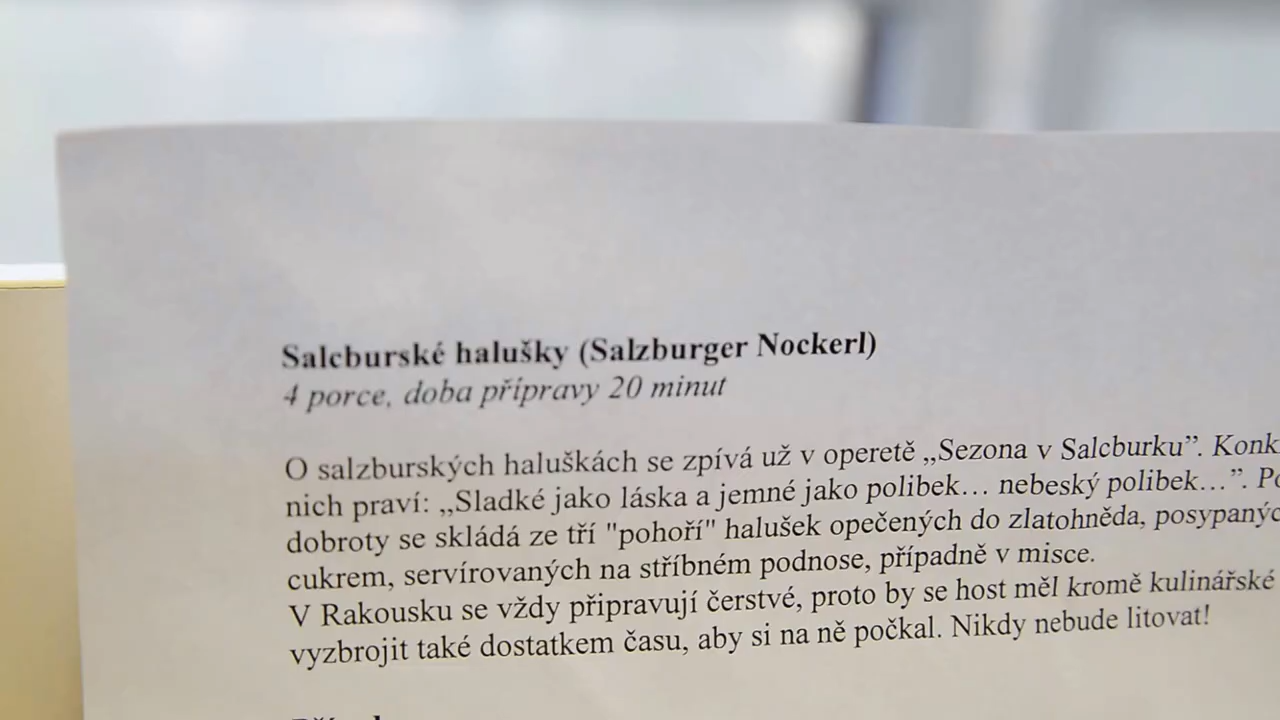 Salcburské halušky (Salzburger Nockerl)
4 porce, doba přípravy 20 minut
O salzburských haluškách se zpívá už v operetě „Sezona v Salcburku”.
nich praví: „Sladké jako láska a jemné jako polibek… nebeský polibek…”.
dobroty se skládá ze tří "pohoří" halušek opečených do zlatohněda,
cukrem, servírovaných na stříbném podnose, případně v misce.
V Rakousku se vždy připravují čerstvé, proto by se host měl kromě kulinářské
vyzbrojit také dostatkem času, aby si na ně počkal. Nikdy nebude litovat!